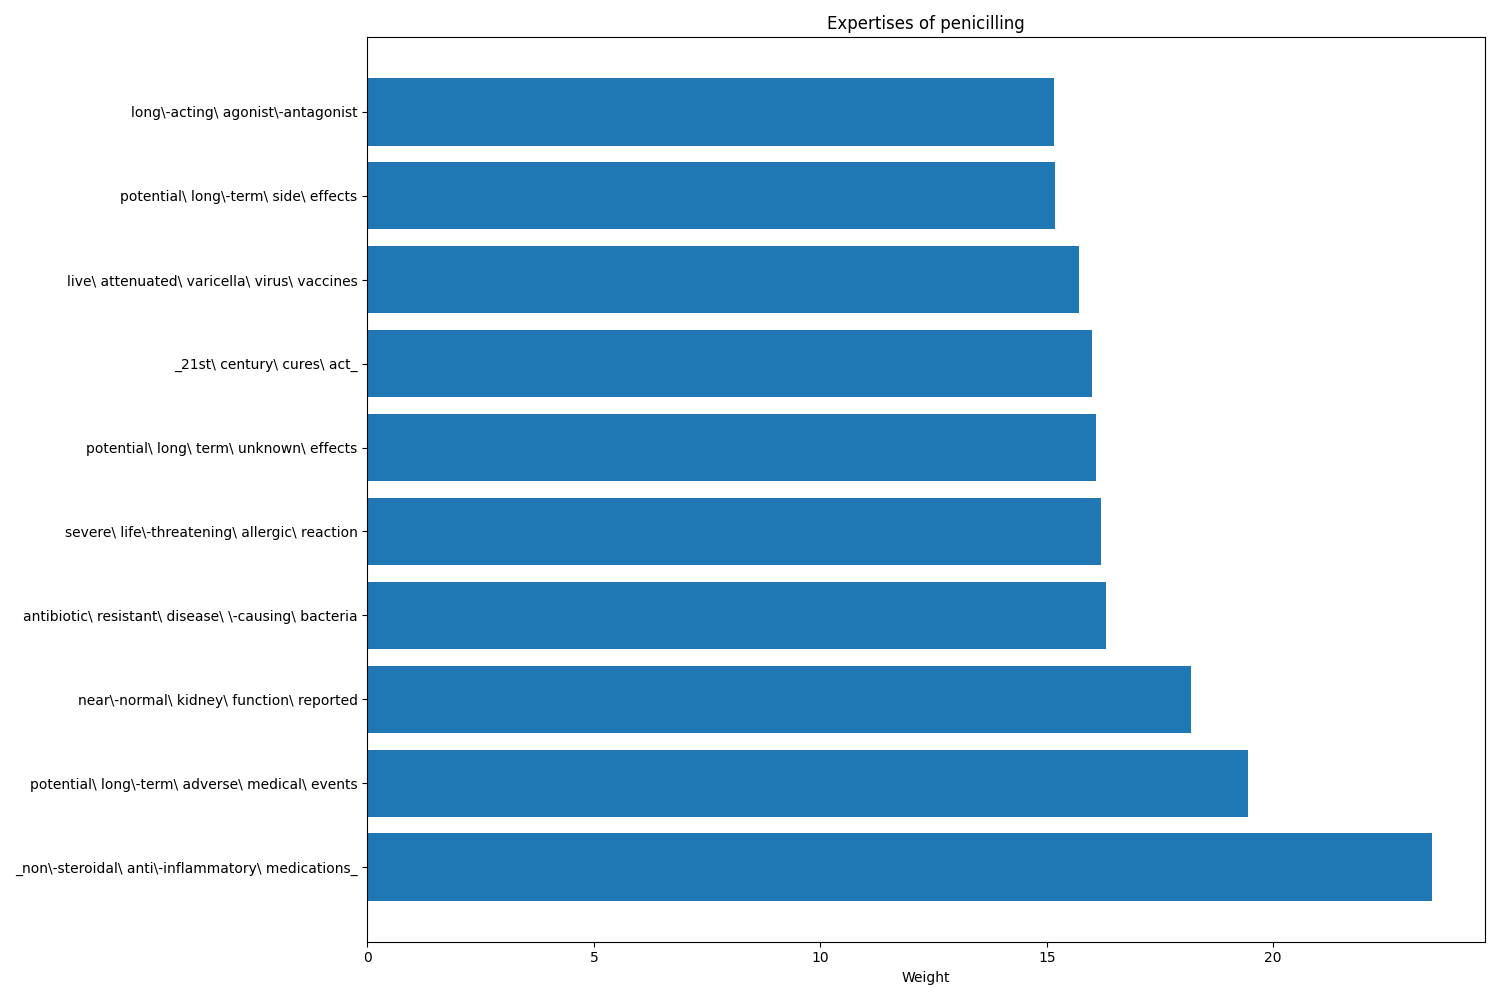 Expertises of penicilling
long\-acting\ agonist\-antagonist
potential\ long\-term\ side\ effects
live\ attenuated\ varicella\ virus\ vaccines
_21st\ century\ cures\ act_
potential\ long\ term\ unknown\ effects
severe\ life\-threatening\ allergic\ reaction
antibiotic\ resistant\ disease\ \-causing\ bacteria
near\-normal\ kidney\ function\ reported
potential\ long\-term\ adverse\ medical\ events
_non\-steroidal\ anti\-inflammatory\ medications_
0 5 10 15 20
Weight